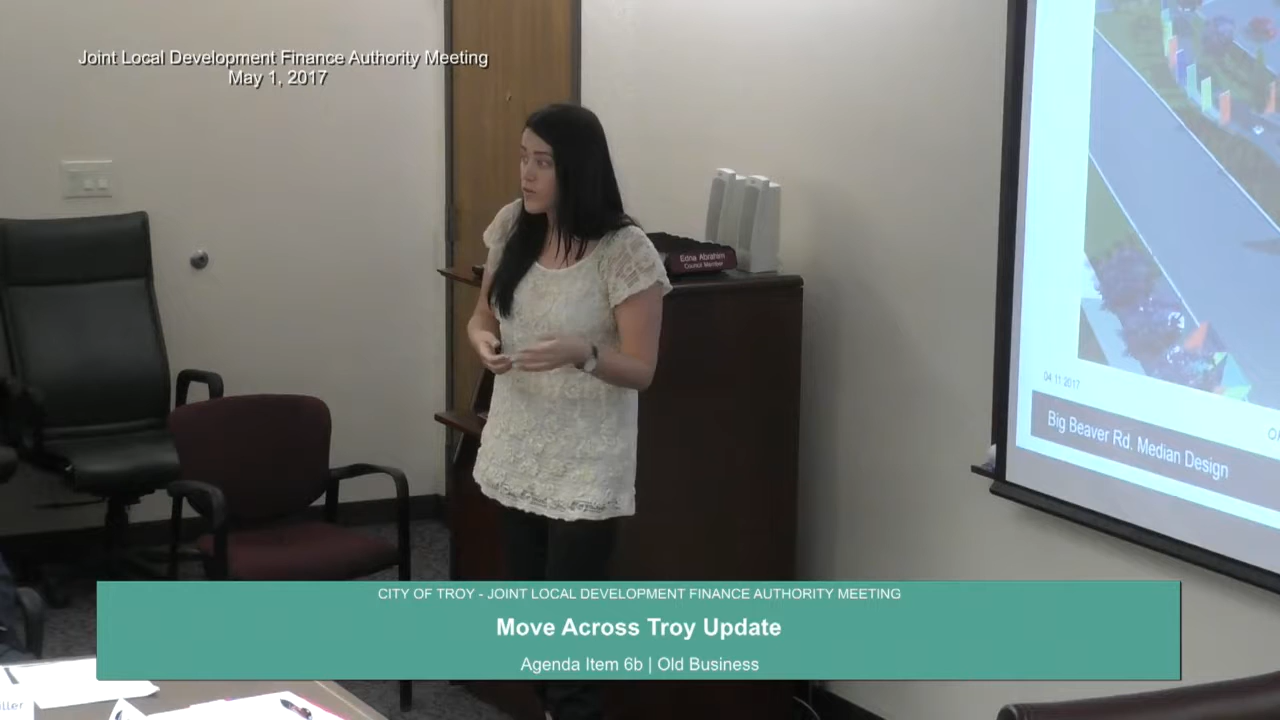 Joint Local Development Finance Authority Meeting
May 1, 2017
Edna Abrahim
Council Member
04 11 2017
Big Beaver Rd. Median Design
CITY OF TROY - JOINT LOCAL DEVELOPMENT FINANCE AUTHORITY MEETING
Move Across Troy Update
Agenda Item 6b | Old Business